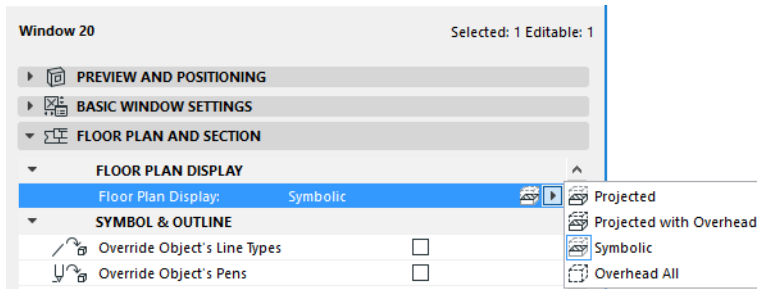 Window 20 Selected: 1 Editable: 1
PREVIEW AND POSITIONING
BASIC WINDOW SETTINGS
FLOOR PLAN AND SECTION
FLOOR PLAN DISPLAY
Floor Plan Display: Symbolic
SYMBOL & OUTLINE
Override Object's Line Types
Override Object's Pens
Projected
Projected with Overhead
Symbolic
Overhead All